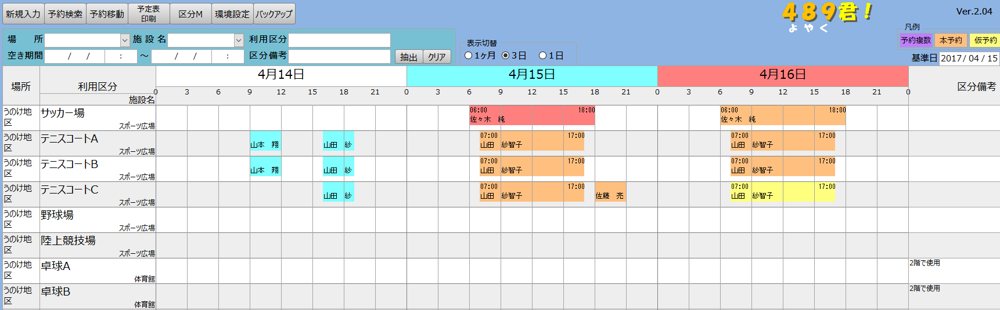 新規入力 予約検索 予約移動 予定表印刷 区分M 環境設定 バックアップ
489君！
よやく
Ver.2.04
場　所 施設名 利用区分
空き期間 / / : ～ / / : 区分備考 抽出 クリア
表示切替
1ヶ月 3日 1日
凡例
予約複数 本予約 仮予約
基準日 2017/ 04 / 15
場所 利用区分 施設名 4月14日 4月15日 4月16日 区分備考
0 3 6 9 12 15 18 21 0 3 6 9 12 15 18 21 0 3 6 9 12 15 18 21 0
うのけ地区 サッカー場 スポーツ広場 06:00 18:00 佐々木　純 06:00 18:00 佐々木　純
うのけ地区 テニスコートA スポーツ広場 山本　翔 山田　紗 07:00 17:00 山田　紗智子 07:00 17:00 山田　紗智子
うのけ地区 テニスコートB スポーツ広場 山本　翔 山田　紗 07:00 17:00 山田　紗智子 07:00 17:00 山田　紗智子
うのけ地区 テニスコートC スポーツ広場 山田　紗 07:00 17:00 山田　紗智子 佐藤　亮 07:00 17:00 山田　紗智子
うのけ地区 野球場 スポーツ広場
うのけ地区 陸上競技場 スポーツ広場
うのけ地区 卓球A 体育館 2階で使用
うのけ地区 卓球B 体育館 2階で使用